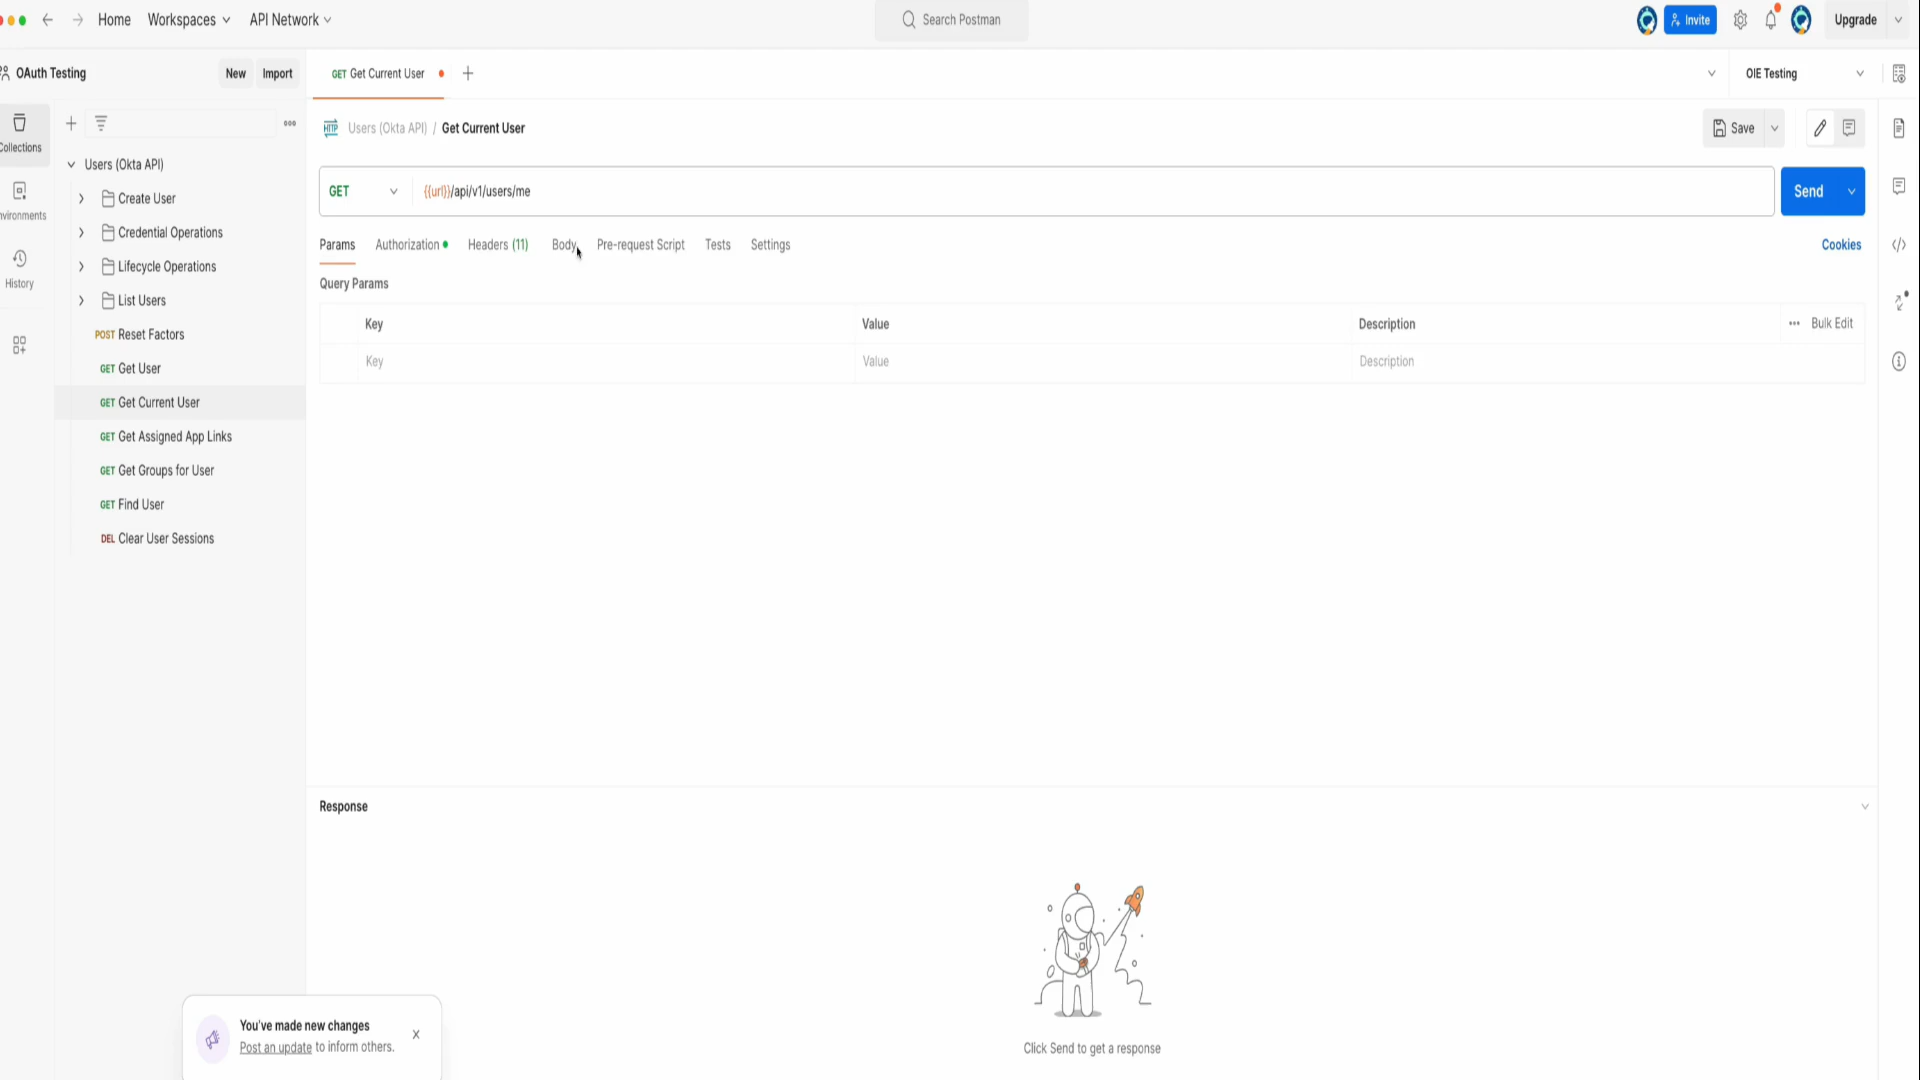 Home
Workspaces
API Network
Search Postman
Invite
Upgrade
OAuth Testing
New
Import
GET Get Current User
OIE Testing
Collections
Users (Okta API) / Get Current User
Save
Users (Okta API)
Create User
Credential Operations
Lifecycle Operations
List Users
POST Reset Factors
GET Get User
GET Get Current User
GET Get Assigned App Links
GET Get Groups for User
GET Find User
DEL Clear User Sessions
nvironments
History
HTTP
GET
{{url}}/api/v1/users/me
Send
Params
Authorization
Headers (11)
Body
Pre-request Script
Tests
Settings
Cookies
Query Params
Key Value Description
Bulk Edit
Key Value Description
Response
Click Send to get a response
You've made new changes
Post an update to inform others.